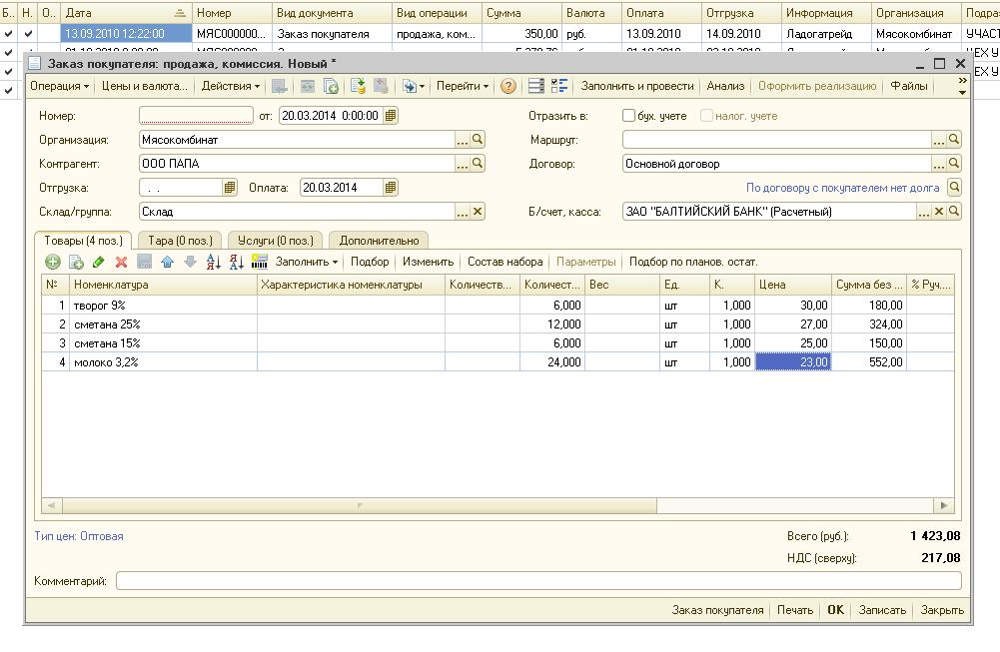 Б.. Н. О.. Дата Номер Вид документа Вид операции Сумма Валюта Оплата Отгрузка Информация Организация Подраз
13.09.2010 12:22:00 МЯС000000... Заказ покупателя продажа, ком... 350,00 руб. 13.09.2010 14.09.2010 Ладогатрейд Мясокомбинат УЧАСТ
Заказ покупателя: продажа, комиссия. Новый *
Операция Цены и валюта... Действия Перейти Заполнить и провести Анализ Оформить реализацию Файлы
Номер: от: 20.03.2014 0:00:00 Отразить в: бух. учете налог. учете
Организация: Мясокомбинат Маршрут:
Контрагент: ООО ПАПА Договор: Основной договор
Отгрузка: . . Оплата: 20.03.2014 По договору с покупателем нет долга
Склад/группа: Склад Б/счет, касса: ЗАО "БАЛТИЙСКИЙ БАНК" (Расчетный)
Товары (4 поз.) Тара (0 поз.) Услуги (0 поз.) Дополнительно
Заполнить Подбор Изменить Состав набора Параметры Подбор по планов. остат.
№ Номенклатура Характеристика номенклатуры Количеств... Количест... Вес Ед. К. Цена Сумма без ... % Руч....
1 творог 9% 6,000 шт 1,000 30,00 180,00
2 сметана 25% 12,000 шт 1,000 27,00 324,00
3 сметана 15% 6,000 шт 1,000 25,00 150,00
4 молоко 3,2% 24,000 шт 1,000 23,00 552,00
Тип цен: Оптовая Всего (руб.): 1 423,08
НДС (сверху): 217,08
Комментарий:
Заказ покупателя Печать OK Записать Закрыть